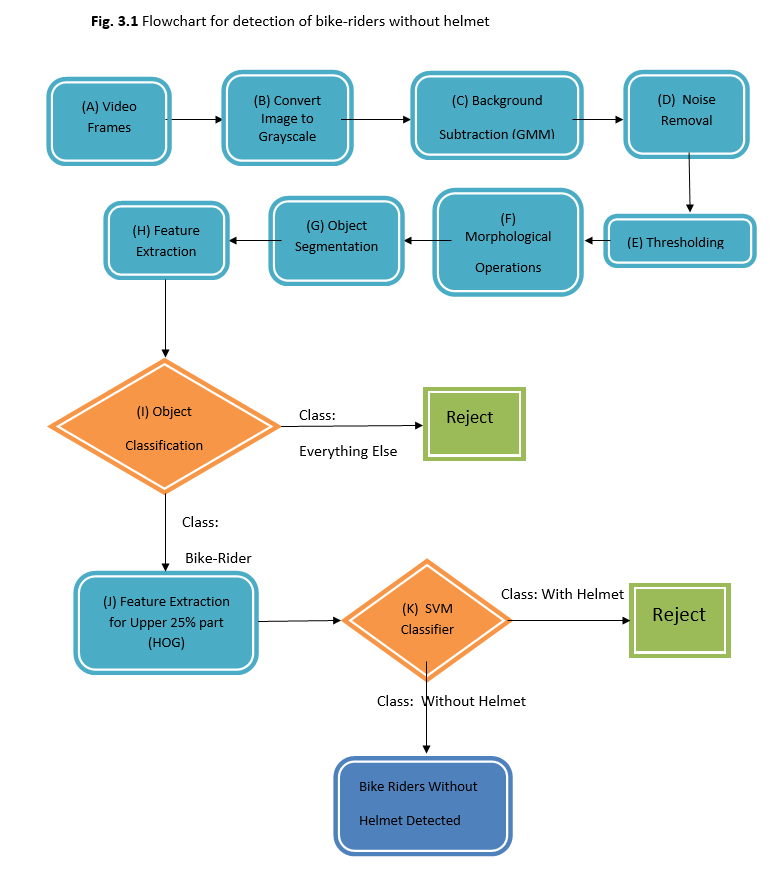 Fig. 3.1 Flowchart for detection of bike-riders without helmet
(A) Video
Frames
(B) Convert
Image to
Grayscale
(C) Background
Subtraction (GMM)
(D) Noise
Removal
(H) Feature
Extraction
(G) Object
Segmentation
(F)
Morphological
Operations
(E) Thresholding
(I) Object
Classification
Class:
Everything Else
Reject
Class:
Bike-Rider
(J) Feature Extraction
for Upper 25% part
(HOG)
(K) SVM
Classifier
Class: With Helmet
Reject
Class: Without Helmet
Bike Riders Without
Helmet Detected